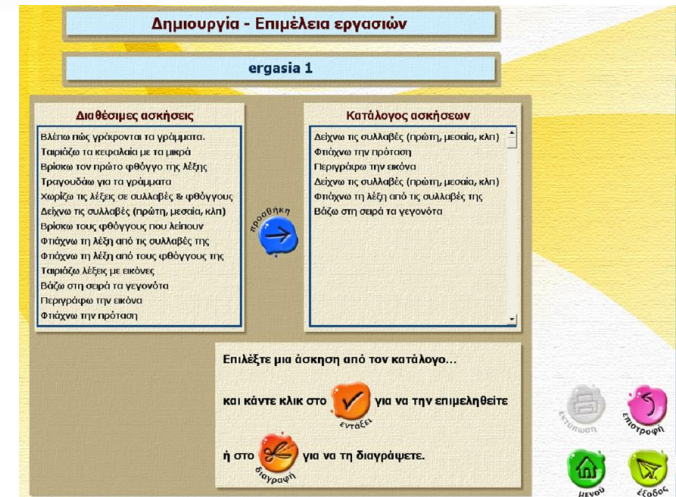 Δημιουργία - Επιμέλεια εργασιών
ergasia 1
Διαθέσιμες ασκήσεις
Βλέπω πώς γράφονται τα γράμματα.
Ταιριάζω τα κεφαλαία με τα μικρά
Βρίσκω τον πρώτο φθόγγο της λέξης
Τραγουδάω για τα γράμματα
Χωρίζω τις λέξεις σε συλλαβές & φθόγγους
Δείχνω τις συλλαβές (πρώτη, μεσαία, κλπ)
Βρίσκω τους φθόγγους που λείπουν
Φτιάχνω τη λέξη από τις συλλαβές της
Φτιάχνω τη λέξη από τους φθόγγους της
Ταιριάζω λέξεις με εικόνες
Βάζω στη σειρά τα γεγονότα
Περιγράφω την εικόνα
Φτιάχνω την πρόταση
προσθήκη
Κατάλογος ασκήσεων
Δείχνω τις συλλαβές (πρώτη, μεσαία, κλπ)
Φτιάχνω την πρόταση
Περιγράφω την εικόνα
Δείχνω τις συλλαβές (πρώτη, μεσαία, κλπ)
Φτιάχνω τη λέξη από τις συλλαβές της
Βάζω στη σειρά τα γεγονότα
Επιλέξτε μια άσκηση από τον κατάλογο...
και κάντε κλικ στο για να την επιμεληθείτε
εντάξει
ή στο για να τη διαγράψετε.
διαγραφή
εκτύπωση
επιστροφή
μενού
έξοδος